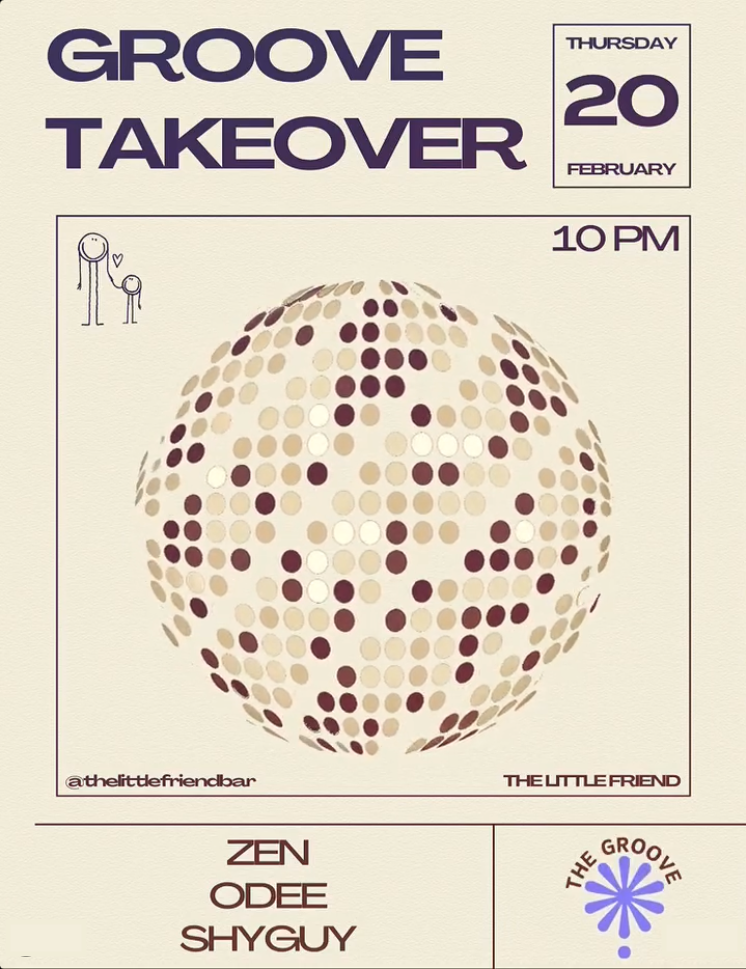 GROOVE
TAKEOVER
THURSDAY
20
FEBRUARY
10 PM
@thelittlefriendbar
THE LITTLE FRIEND
ZEN
ODEE
SHYGUY
THE GROOVE